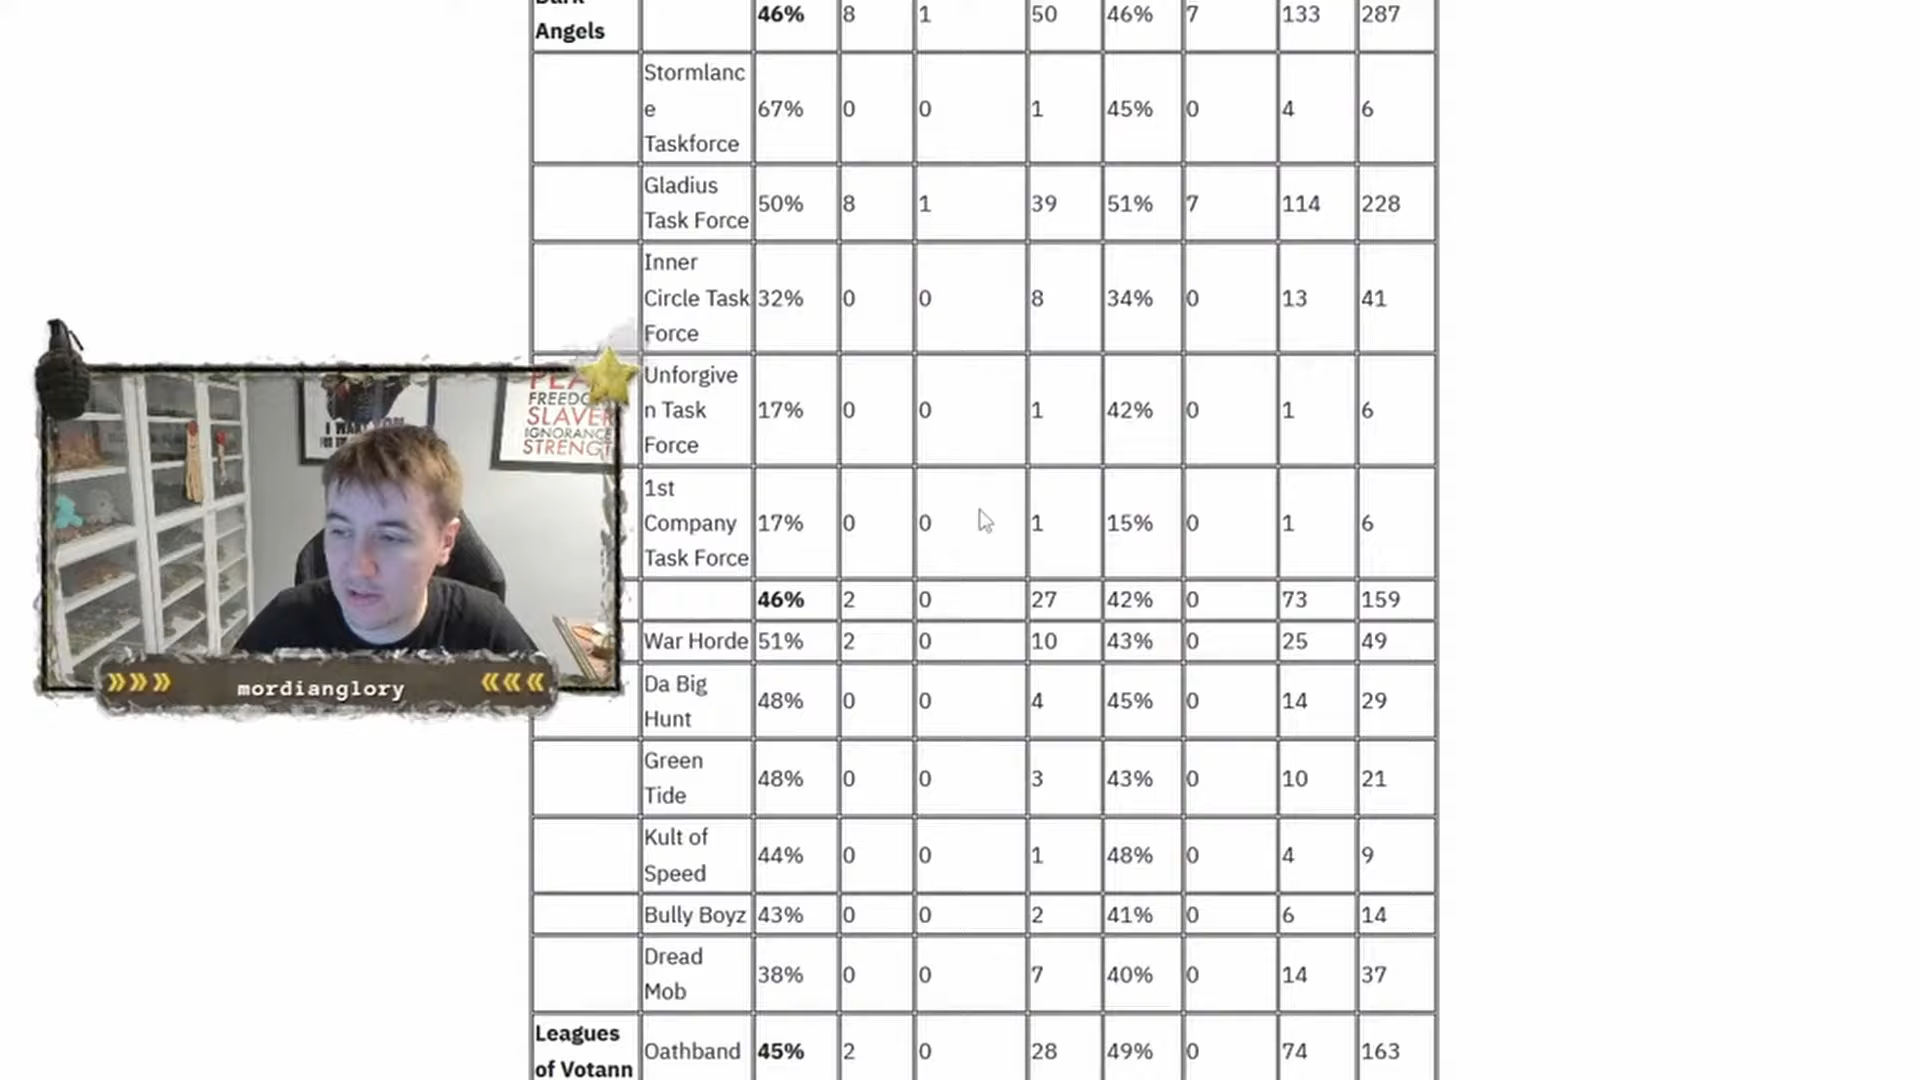 Dark
Angels 46% 8 1 50 46% 7 133 287
Stormlanc
e 67% 0 0 1 45% 0 4 6
Taskforce
Gladius
Task Force 50% 8 1 39 51% 7 114 228
Inner
Circle Task 32% 0 0 8 34% 0 13 41
Force
Unforgive
n Task 17% 0 0 1 42% 0 1 6
Force
1st
Company 17% 0 0 1 15% 0 1 6
Task Force
46% 2 0 27 42% 0 73 159
War Horde 51% 2 0 10 43% 0 25 49
Da Big
Hunt 48% 0 0 4 45% 0 14 29
Green
Tide 48% 0 0 3 43% 0 10 21
Kult of
Speed 44% 0 0 1 48% 0 4 9
Bully Boyz 43% 0 0 2 41% 0 6 14
Dread
Mob 38% 0 0 7 40% 0 14 37
Leagues
of Votann Oathband 45% 2 0 28 49% 0 74 163
I WANT YOU
FREEDO
SLAVER
IGNORANCE
STRENG
»»» mordianglory «««